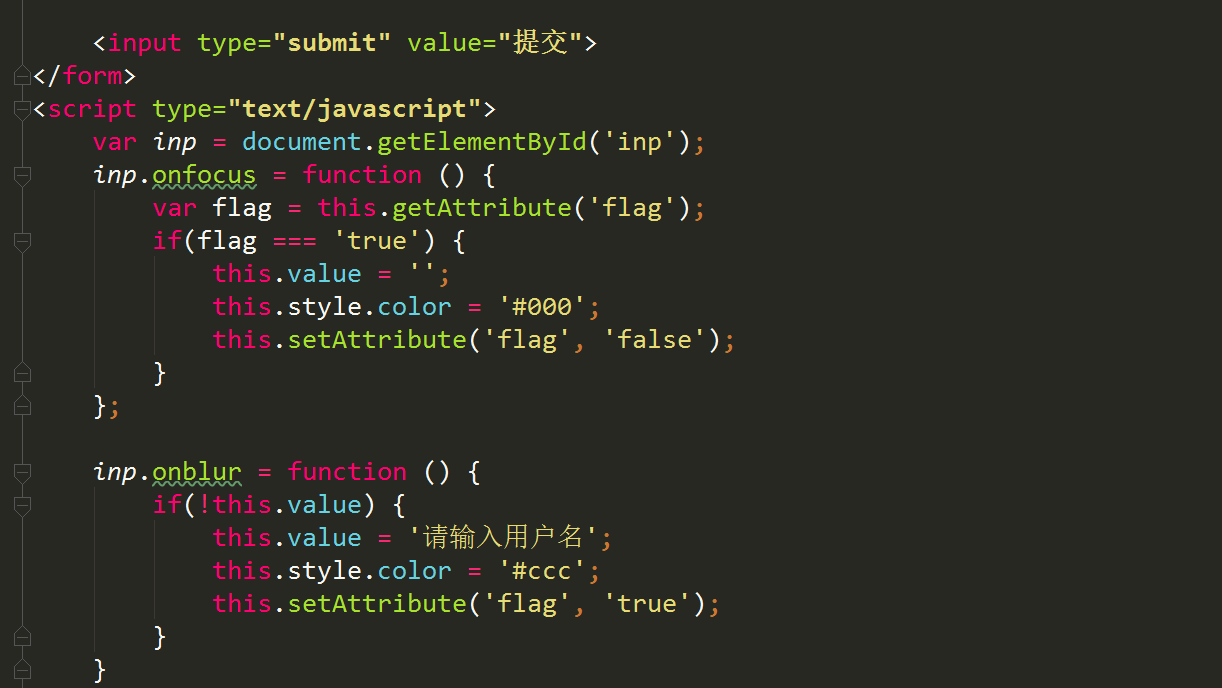 <input type="submit" value="提交">
</form>
<script type="text/javascript">
var inp = document.getElementById('inp');
inp.onfocus = function () {
var flag = this.getAttribute('flag');
if(flag === 'true') {
this.value = '';
this.style.color = '#000';
this.setAttribute('flag', 'false');
}
};
inp.onblur = function () {
if(!this.value) {
this.value = '请输入用户名';
this.style.color = '#ccc';
this.setAttribute('flag', 'true');
}
}